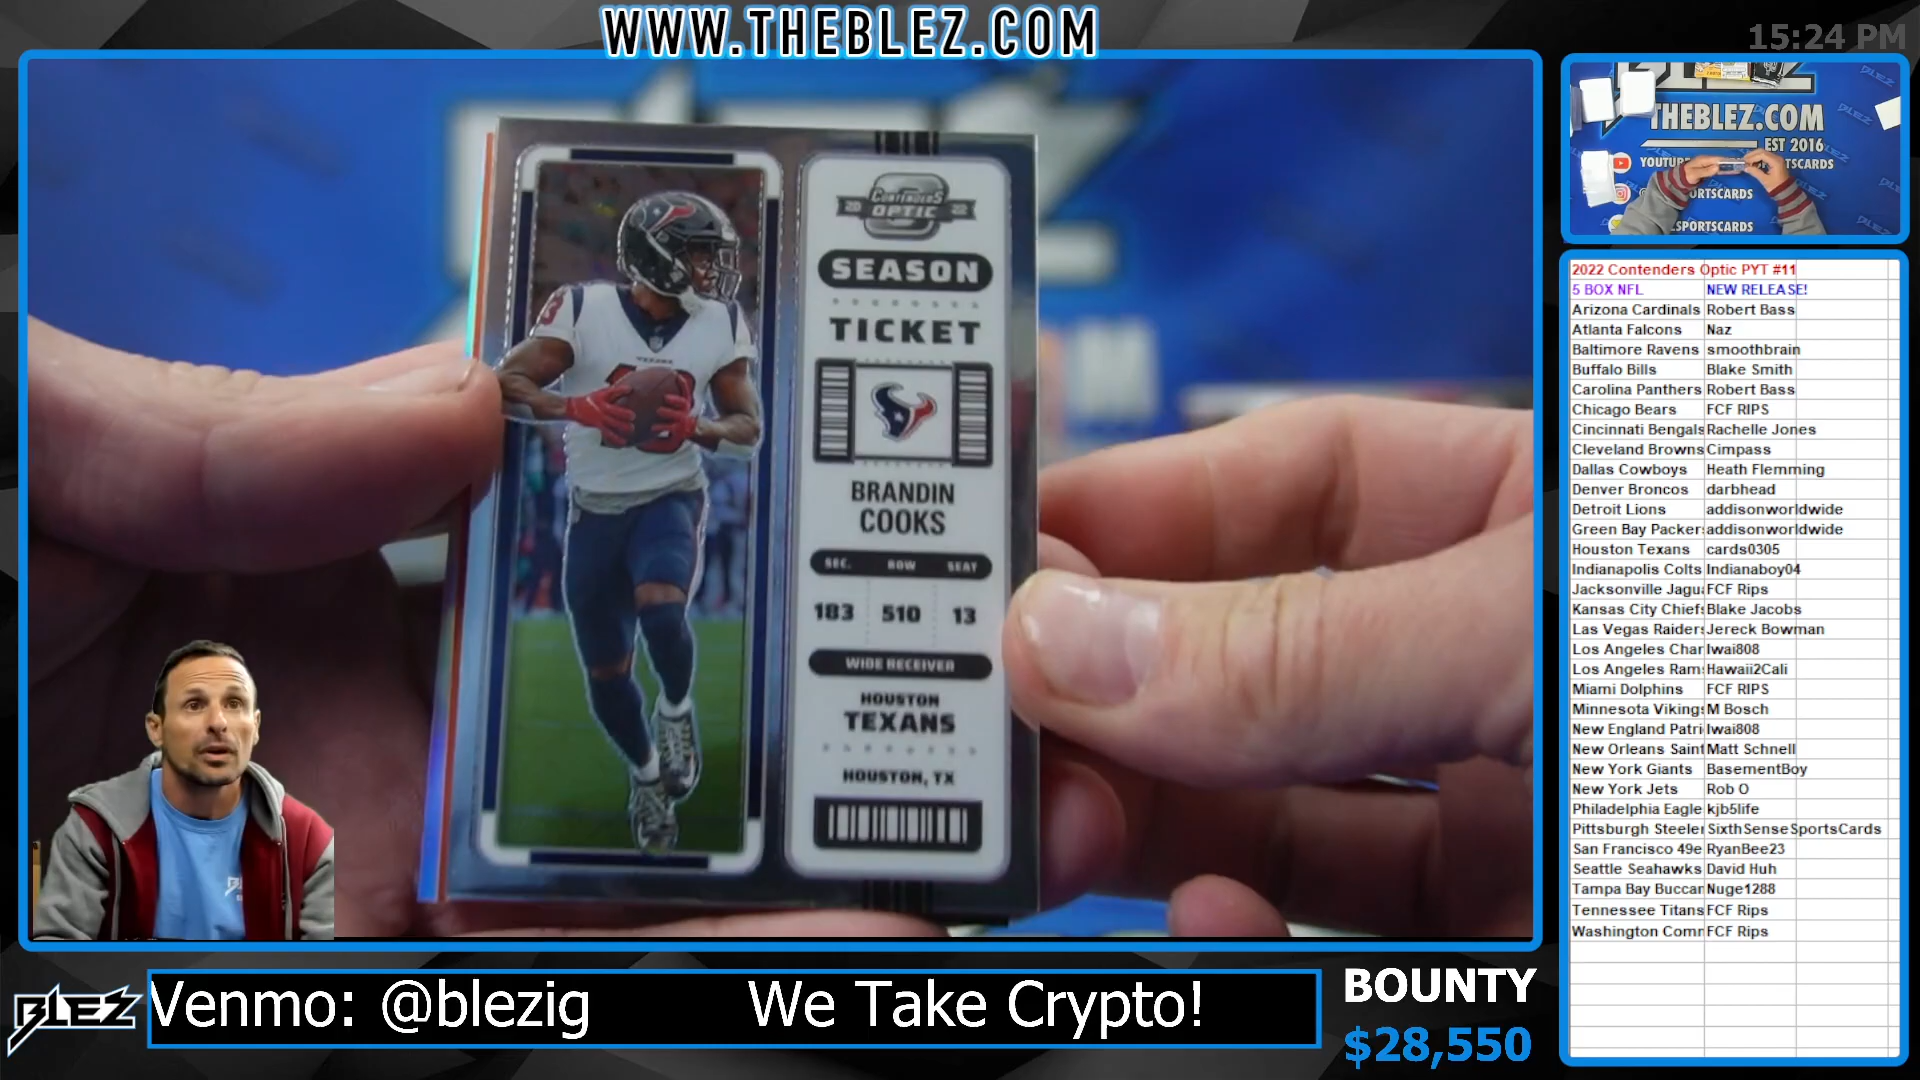 WWW.THEBLEZ.COM
15:24 PM
CONTENDERS
20 OPTIC 22
SEASON
TICKET
BRANDIN
COOKS
SEC. ROW SEAT
183 510 13
WIDE RECEIVER
HOUSTON
TEXANS
HOUSTON, TX
TEXANS
13
THEBLEZ.COM
EST 2016
2022 Contenders Optic PYT #11
5 BOX NFL NEW RELEASE!
Arizona Cardinals Robert Bass
Atlanta Falcons Naz
Baltimore Ravens smoothbrain
Buffalo Bills Blake Smith
Carolina Panthers Robert Bass
Chicago Bears FCF RIPS
Cincinnati Bengals Rachelle Jones
Cleveland Browns Cimpass
Dallas Cowboys Heath Flemming
Denver Broncos darbhead
Detroit Lions addisonworldwide
Green Bay Packer addisonworldwide
Houston Texans cards0305
Indianapolis Colts Indianaboy04
Jacksonville Jagu FCF Rips
Kansas City Chief Blake Jacobs
Las Vegas Raider Jereck Bowman
Los Angeles Char Iwai808
Los Angeles Ram Hawaii2Cali
Miami Dolphins FCF RIPS
Minnesota Viking M Bosch
New England Patri Iwai808
New Orleans Saint Matt Schnell
New York Giants BasementBoy
New York Jets Rob O
Philadelphia Eagle kjb5life
Pittsburgh Steeler SixthSenseSportsCards
San Francisco 49e RyanBee23
Seattle Seahawks David Huh
Tampa Bay Buccan Nuge1288
Tennessee Titans FCF Rips
Washington Comm FCF Rips
BLEZ
Venmo: @blezig We Take Crypto!
BOUNTY
$28,550